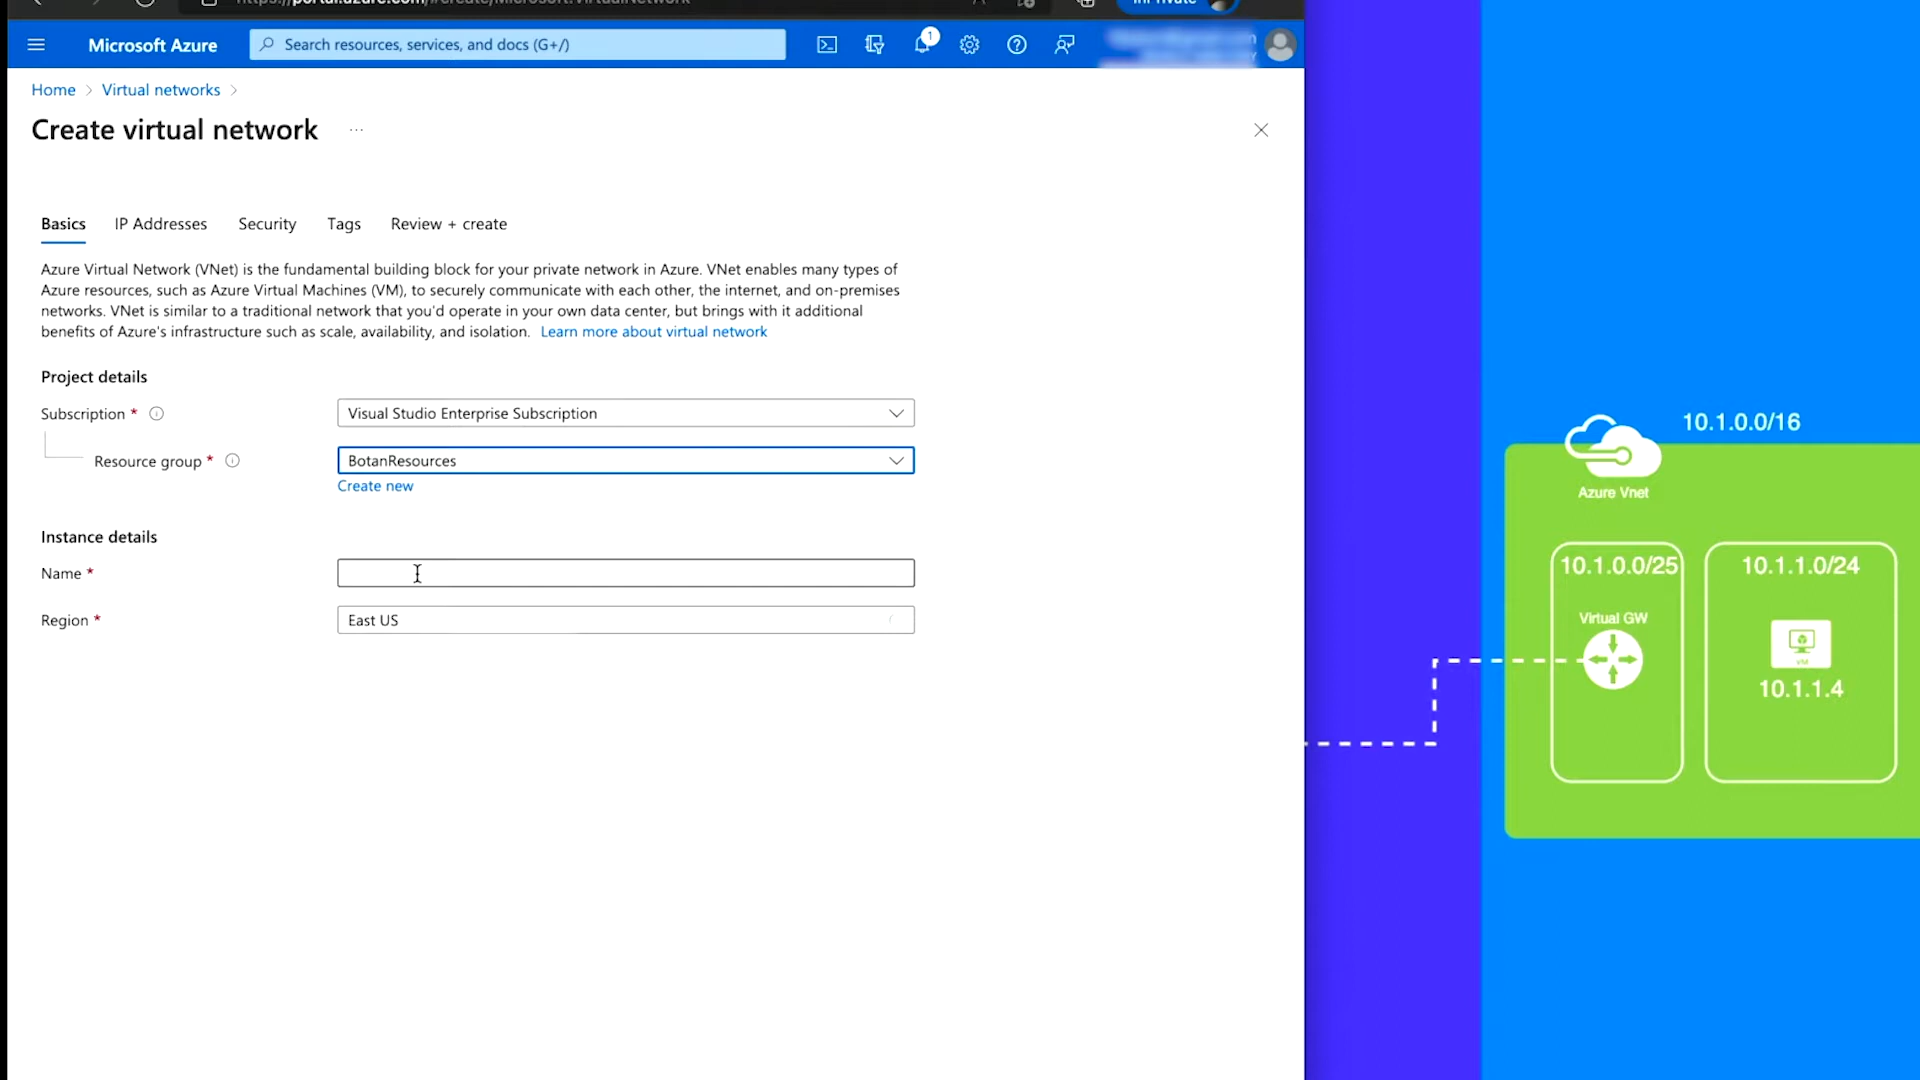 Microsoft Azure
Search resources, services, and docs (G+/)
1
Home > Virtual networks >
Create virtual network ...
Basics
IP Addresses
Security
Tags
Review + create
Azure Virtual Network (VNet) is the fundamental building block for your private network in Azure. VNet enables many types of
Azure resources, such as Azure Virtual Machines (VM), to securely communicate with each other, the internet, and on-premises
networks. VNet is similar to a traditional network that you'd operate in your own data center, but brings with it additional
benefits of Azure's infrastructure such as scale, availability, and isolation. Learn more about virtual network
Project details
Subscription *
Visual Studio Enterprise Subscription
Resource group *
BotanResources
Create new
Instance details
Name *
Region *
East US
10.1.0.0/16
Azure Vnet
10.1.0.0/25
10.1.1.0/24
Virtual GW
VM
10.1.1.4